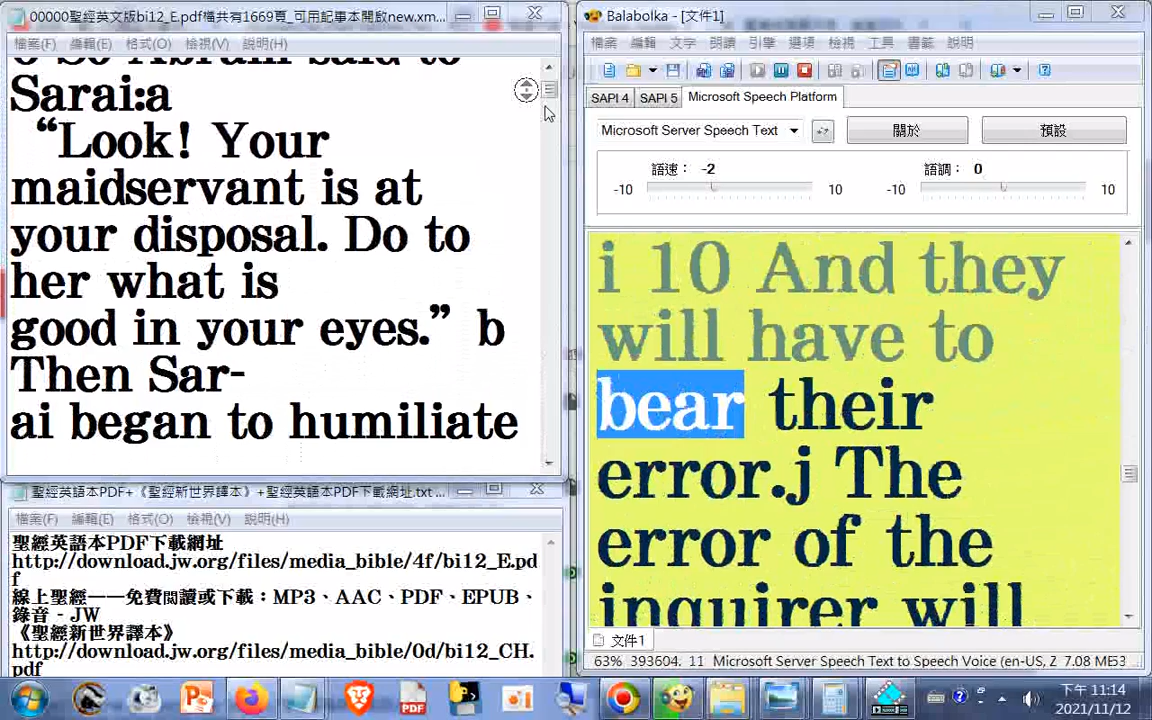 00000聖經英文版bi12_E.pdf檔共有1669頁_可用記事本開啟new.xm...
檔案(F) 編輯(E) 格式(O) 檢視(V) 說明(H)
6 So Abram said to
Sarai:a
“Look! Your
maidservant is at
your disposal. Do to
her what is
good in your eyes.” b
Then Sar-
ai began to humiliate
聖經英語本PDF+《聖經新世界譯本》+聖經英語本PDF下載網址.txt ...
檔案(F) 編輯(E) 格式(O) 檢視(V) 說明(H)
聖經英語本PDF下載網址
http://download.jw.org/files/media_bible/4f/bi12_E.pd
f
線上聖經——免費閱讀或下載：MP3、AAC、PDF、EPUB、
錄音 - JW
《聖經新世界譯本》
http://download.jw.org/files/media_bible/0d/bi12_CH.
pdf
Balabolka - [文件1]
檔案 編輯 文字 朗讀 引擎 選項 檢視 工具 書籤 說明
SAPI 4 SAPI 5 Microsoft Speech Platform
Microsoft Server Speech Text 關於 預設
語速： -2 語調： 0
-10 10 -10 10
i 10 And they
will have to
bear their
error.j The
error of the
inquirer will
文件1
63% 393604. 11 Microsoft Server Speech Text to Speech Voice (en-US, Z 7.08 ME53
PDF
下午 11:14
2021/11/12